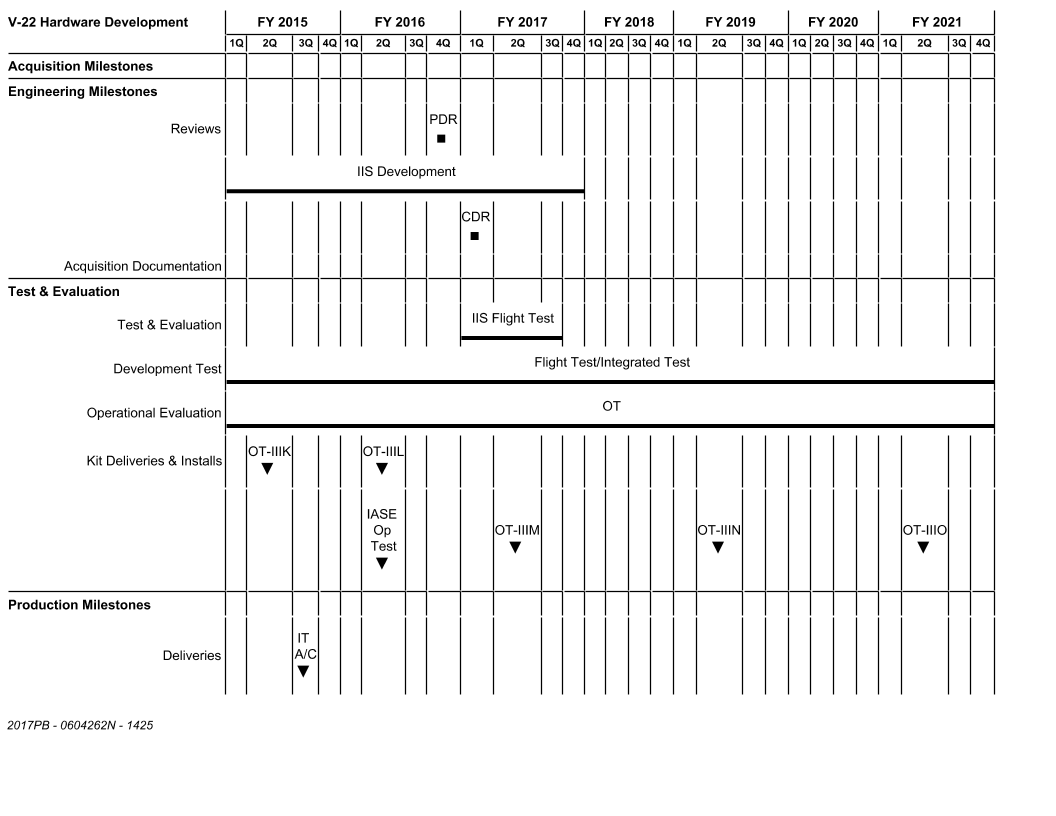 V-22 Hardware Development FY 2015 FY 2016 FY 2017 FY 2018 FY 2019 FY 2020 FY 2021
1Q 2Q 3Q 4Q 1Q 2Q 3Q 4Q 1Q 2Q 3Q 4Q 1Q 2Q 3Q 4Q 1Q 2Q 3Q 4Q 1Q 2Q 3Q 4Q 1Q 2Q 3Q 4Q
Acquisition Milestones
Engineering Milestones
PDR
Reviews
IIS Development
CDR
Acquisition Documentation
Test & Evaluation
IIS Flight Test
Test & Evaluation
Flight Test/Integrated Test
Development Test
OT
Operational Evaluation
OT-IIIK OT-IIIL
Kit Deliveries & Installs
IASE
Op
Test
OT-IIIM OT-IIIN OT-IIIO
Production Milestones
IT
A/C
Deliveries
2017PB - 0604262N - 1425